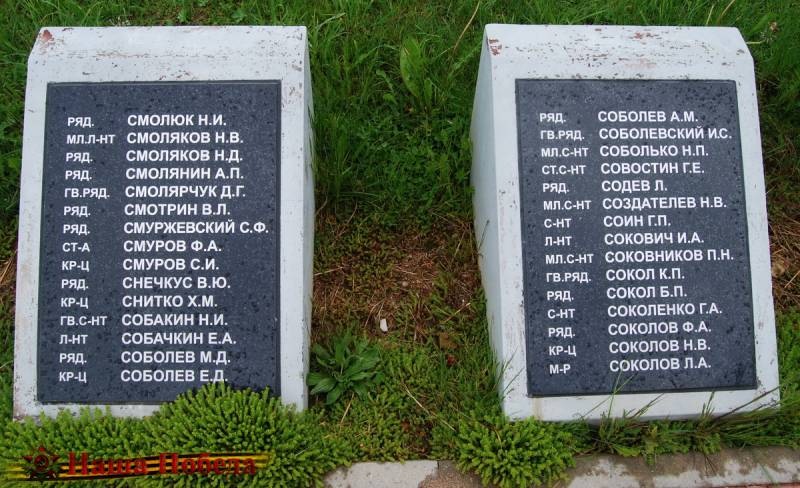 РЯД. СМОЛЮК Н.И.
МЛ.Л-НТ СМОЛЯКОВ Н.В.
РЯД. СМОЛЯКОВ Н.Д.
РЯД. СМОЛЯНИН А.П.
ГВ.РЯД. СМОЛЯРЧУК Д.Г.
РЯД. СМОТРИН В.Л.
РЯД. СМУРЖЕВСКИЙ С.Ф.
СТ-А СМУРОВ Ф.А.
КР-Ц СМУРОВ С.И.
РЯД. СНЕЧКУС В.Ю.
КР-Ц СНИТКО Х.М.
ГВ.С-НТ СОБАКИН Н.И.
Л-НТ СОБАЧКИН Е.А.
РЯД. СОБОЛЕВ М.Д.
КР-Ц СОБОЛЕВ Е.Д.
РЯД. СОБОЛЕВ А.М.
ГВ.РЯД. СОБОЛЕВСКИЙ И.С.
МЛ.С-НТ СОБОЛЬКО Н.П.
СТ.С-НТ СОВОСТИН Г.Е.
РЯД. СОДЕВ Л.
МЛ.С-НТ СОЗДАТЕЛЕВ Н.В.
С-НТ СОИН Г.П.
Л-НТ СОКОВИЧ И.А.
МЛ.С-НТ СОКОВНИКОВ П.Н.
ГВ.РЯД. СОКОЛ К.П.
РЯД. СОКОЛ Б.П.
С-НТ СОКОЛЕНКО Г.А.
РЯД. СОКОЛОВ Ф.А.
КР-Ц СОКОЛОВ Н.В.
М-Р СОКОЛОВ Л.А.
Наша Победа